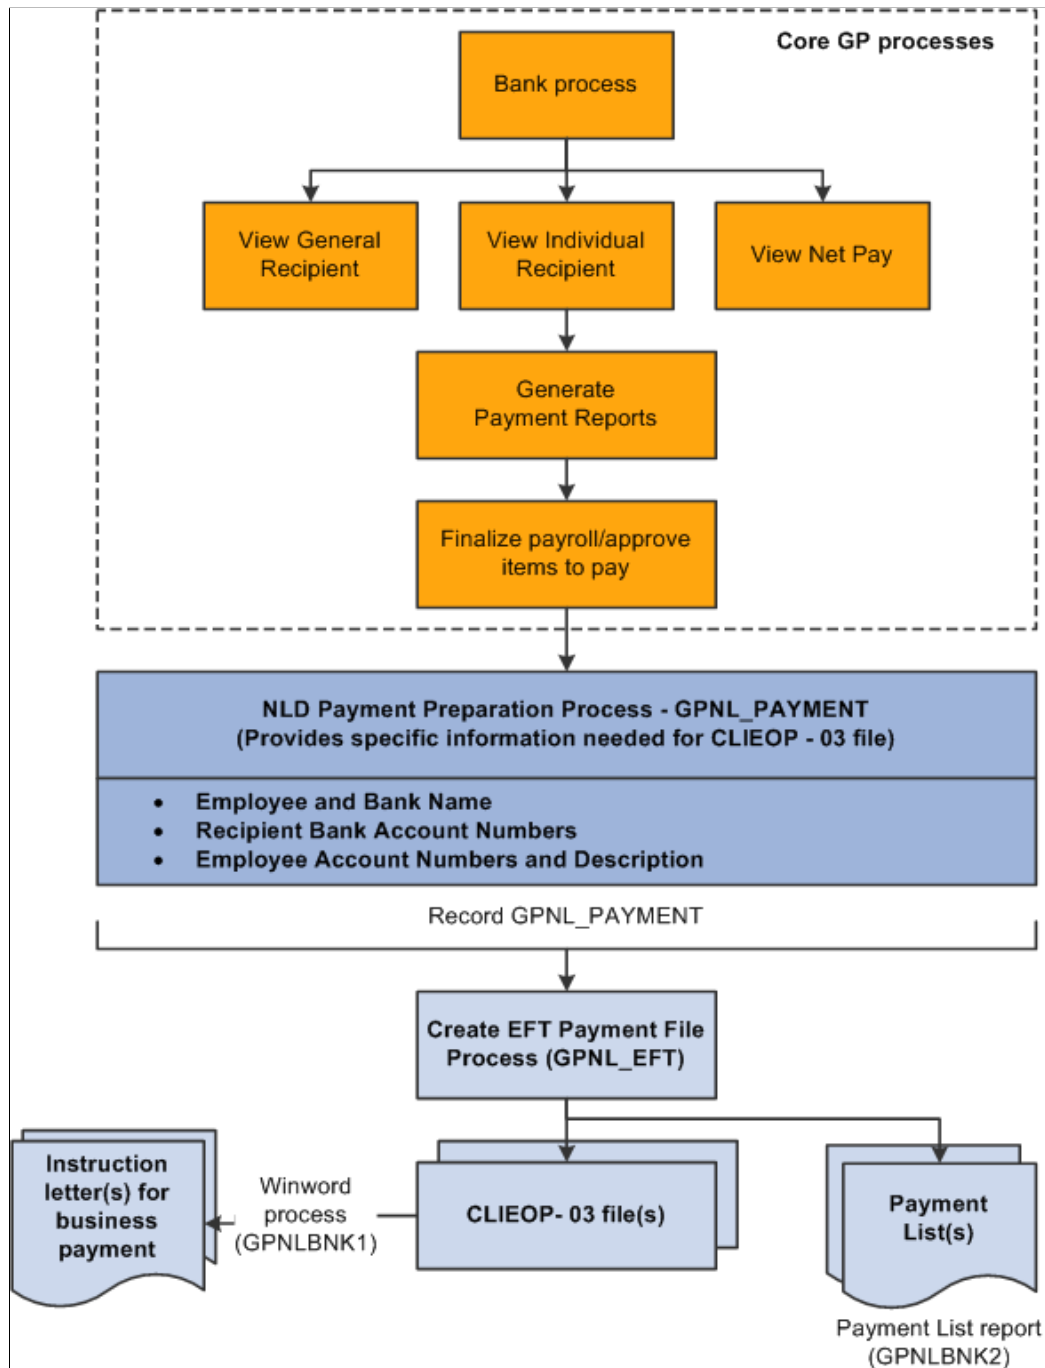 Core GP processes
Bank process
View General
Recipient
View Individual
Recipient
View Net Pay
Generate
Payment Reports
Finalize payroll/approve
items to pay
NLD Payment Preparation Process - GPNL_PAYMENT
(Provides specific information needed for CLIEOP - 03 file)
• Employee and Bank Name
• Recipient Bank Account Numbers
• Employee Account Numbers and Description
Record GPNL_PAYMENT
Create EFT Payment File
Process (GPNL_EFT)
Instruction
letter(s) for
business
payment
Winword
process
(GPNLBNK1)
CLIEOP- 03 file(s)
Payment
List(s)
Payment List report
(GPNLBNK2)